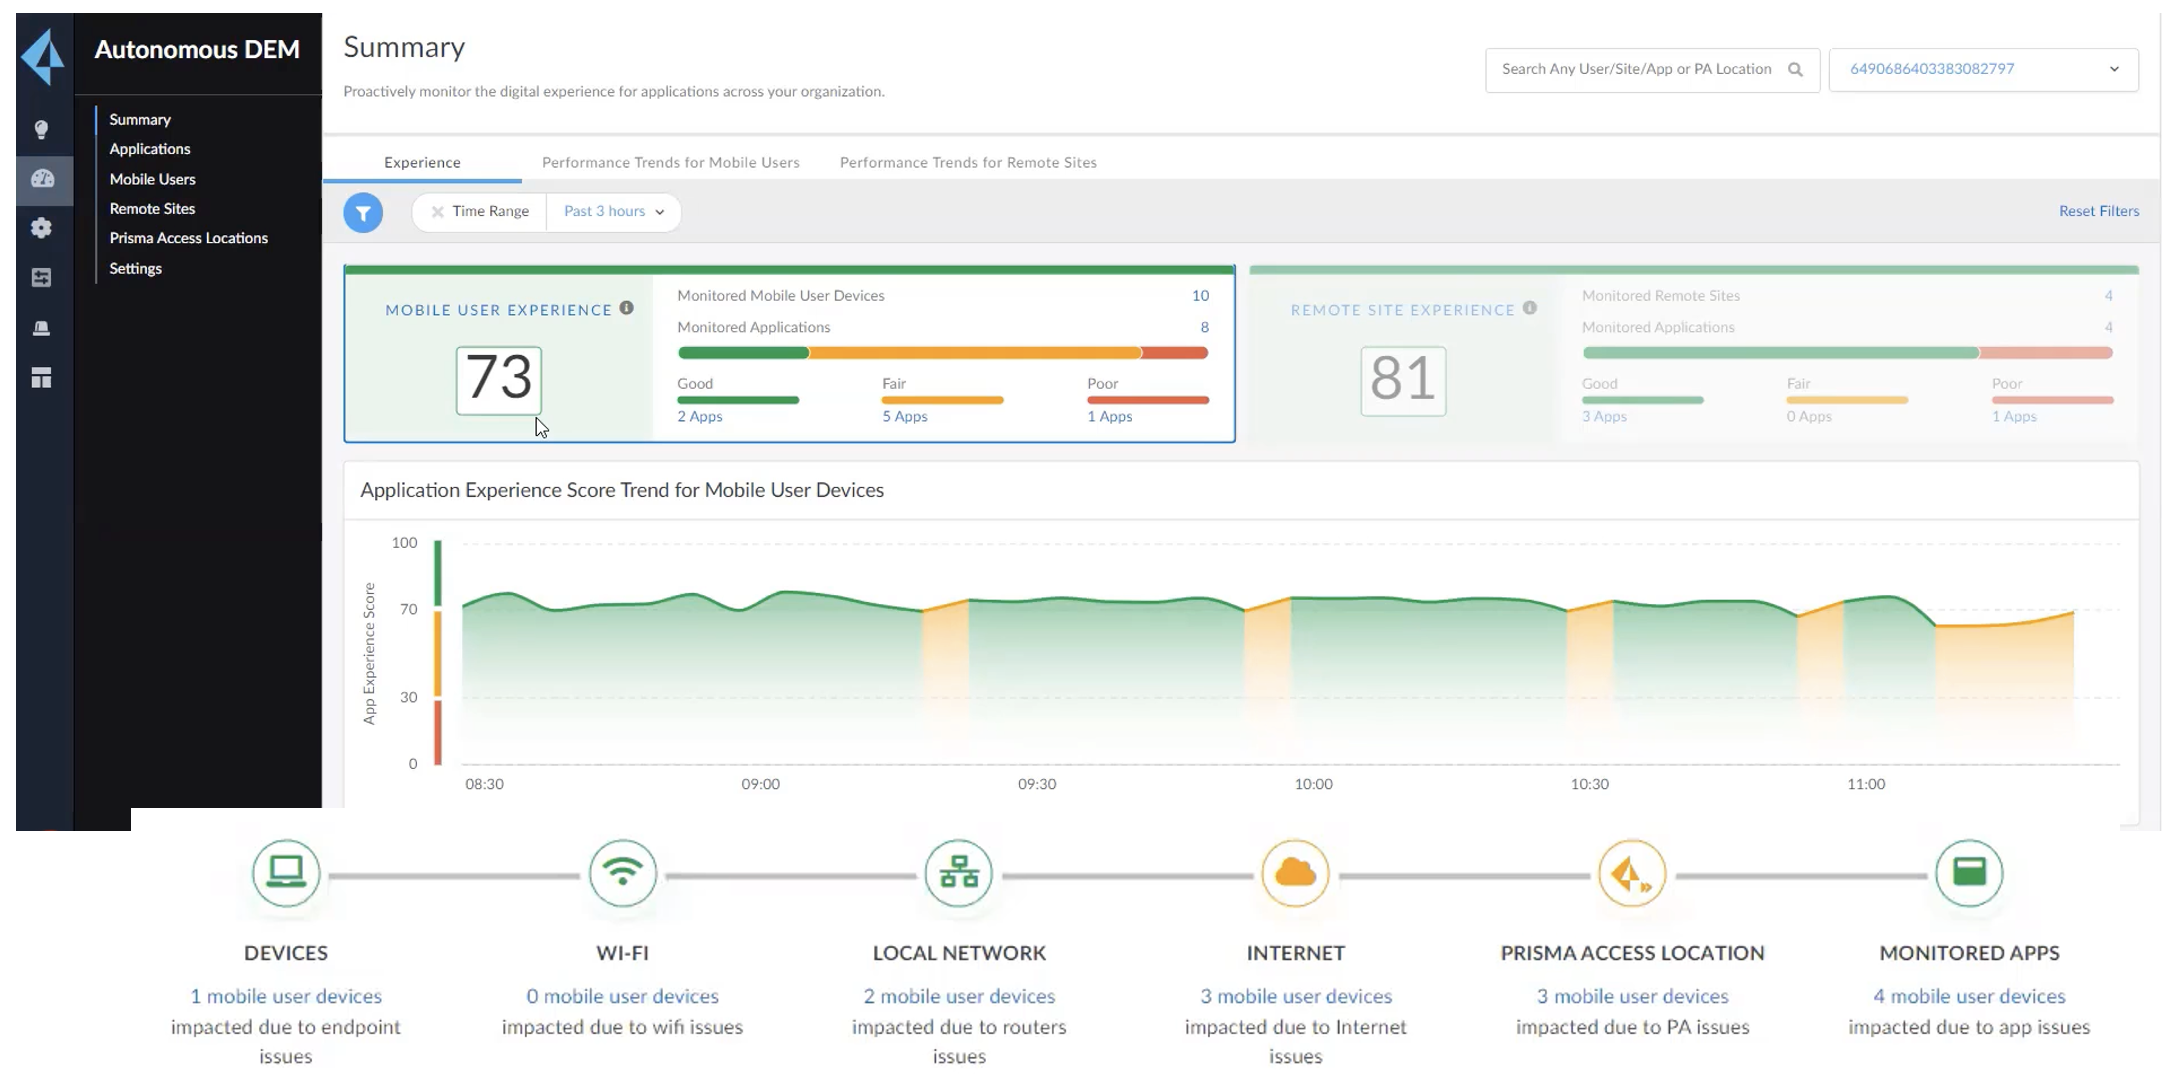 Autonomous DEM
Summary
Applications
Mobile Users
Remote Sites
Prisma Access Locations
Settings
Summary
Proactively monitor the digital experience for applications across your organization.
Search Any User/Site/App or PA Location
6490686403383082797
Experience
Performance Trends for Mobile Users
Performance Trends for Remote Sites
Time Range
Past 3 hours
Reset Filters
MOBILE USER EXPERIENCE
73
Monitored Mobile User Devices 10
Monitored Applications 8
Good Fair Poor
2 Apps 5 Apps 1 Apps
REMOTE SITE EXPERIENCE
81
Monitored Remote Sites 4
Monitored Applications 4
Good Fair Poor
3 Apps 0 Apps 1 Apps
Application Experience Score Trend for Mobile User Devices
App Experience Score
100
70
30
0
08:30 09:00 09:30 10:00 10:30 11:00
DEVICES
1 mobile user devices
impacted due to endpoint
issues
WI-FI
0 mobile user devices
impacted due to wifi issues
LOCAL NETWORK
2 mobile user devices
impacted due to routers
issues
INTERNET
3 mobile user devices
impacted due to Internet
issues
PRISMA ACCESS LOCATION
3 mobile user devices
impacted due to PA issues
MONITORED APPS
4 mobile user devices
impacted due to app issues